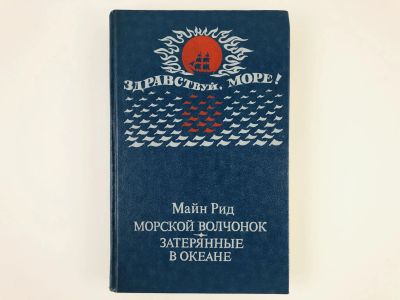 ЗДРАВСТВУЙ, МОРЕ!
Майн Рид
МОРСКОЙ ВОЛЧОНОК
ЗАТЕРЯННЫЕ
В ОКЕАНЕ